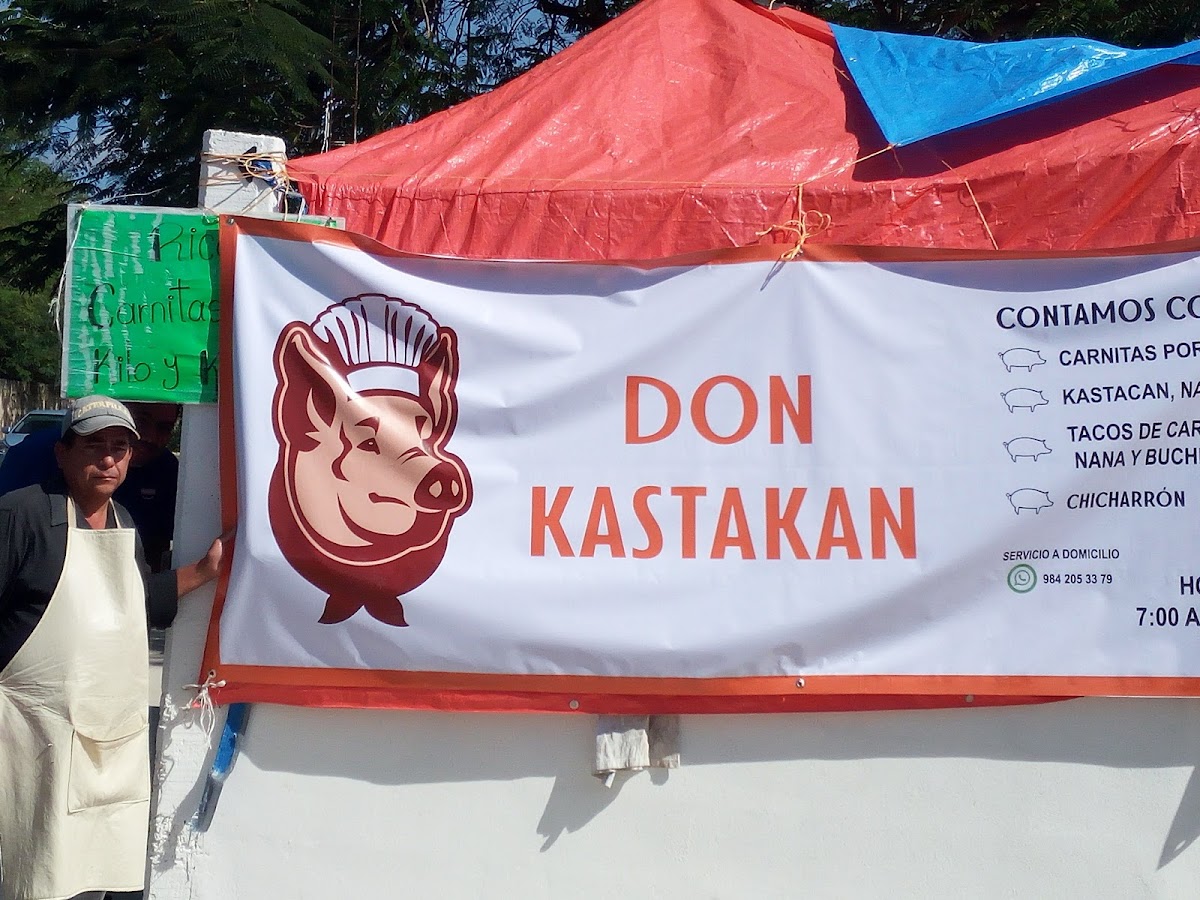 Ric
Carnitas
Kilo y
DON
KASTAKAN
CONTAMOS CO
CARNITAS POR
KASTACAN, NA
TACOS DE CAR
NANA Y BUCH
CHICHARRÓN
SERVICIO A DOMICILIO
984 205 33 79
HO
7:00 A